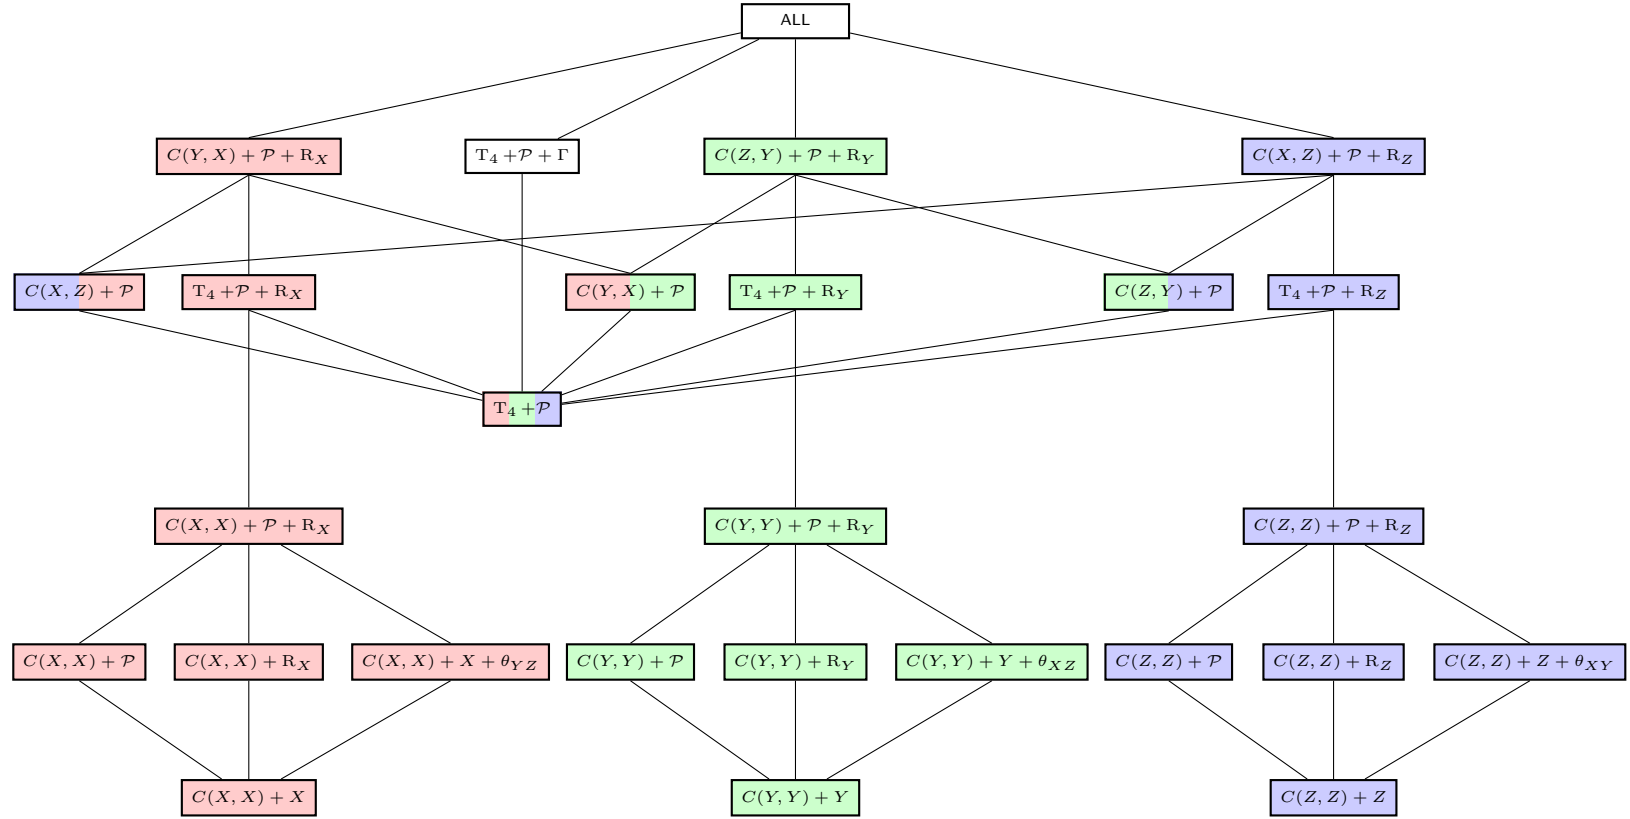 ALL
C(Y, X) + 𝒫 + R_X
T_4 +𝒫 + Γ
C(Z, Y) + 𝒫 + R_Y
C(X, Z) + 𝒫 + R_Z
C(X, Z) + 𝒫
T_4 +𝒫 + R_X
C(Y, X) + 𝒫
T_4 +𝒫 + R_Y
C(Z, Y) + 𝒫
T_4 +𝒫 + R_Z
T_4 +𝒫
C(X, X) + 𝒫 + R_X
C(Y, Y) + 𝒫 + R_Y
C(Z, Z) + 𝒫 + R_Z
C(X, X) + 𝒫
C(X, X) + R_X
C(X, X) + X + θ_YZ
C(Y, Y) + 𝒫
C(Y, Y) + R_Y
C(Y, Y) + Y + θ_XZ
C(Z, Z) + 𝒫
C(Z, Z) + R_Z
C(Z, Z) + Z + θ_XY
C(X, X) + X
C(Y, Y) + Y
C(Z, Z) + Z